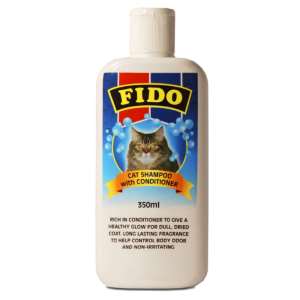 FIDO
CAT SHAMPOO
with CONDITIONER
350ml
RICH IN CONDITIONER TO GIVE A
HEALTHY GLOW FOR DULL, DRIED
COAT. LONG LASTING FRAGRANCE
TO HELP CONTROL BODY ODOR
AND NON-IRRITATING.